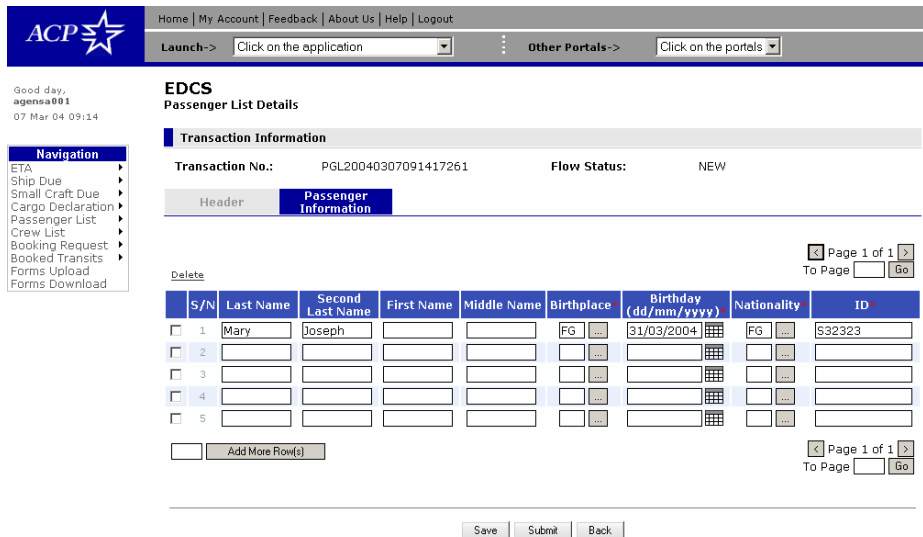 ACP
Home | My Account | Feedback | About Us | Help | Logout
Launch-> Click on the application Other Portals-> Click on the portals
Good day,
agensa001
07 Mar 04 09:14
EDCS
Passenger List Details
Transaction Information
Transaction No.: PGL20040307091417261 Flow Status: NEW
Header Passenger Information
Navigation
ETA
Ship Due
Small Craft Due
Cargo Declaration
Passenger List
Crew List
Booking Request
Booked Transits
Forms Upload
Forms Download
< Page 1 of 1 >
Delete To Page Go
S/N Last Name Second Last Name First Name Middle Name Birthplace* Birthday (dd/mm/yyyy)* Nationality* ID*
1 Mary Joseph FG ... 31/03/2004 FG ... S32323
2 ... ...
3 ... ...
4 ... ...
5 ... ...
Add More Row(s) < Page 1 of 1 >
To Page Go
Save Submit Back